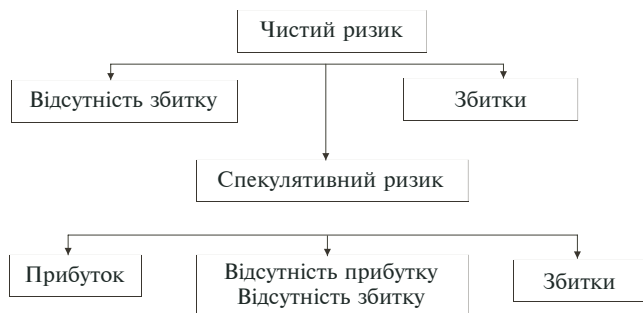 Чистий ризик
Відсутність збитку
Збитки
Спекулятивний ризик
Прибуток
Відсутність прибутку
Відсутність збитку
Збитки